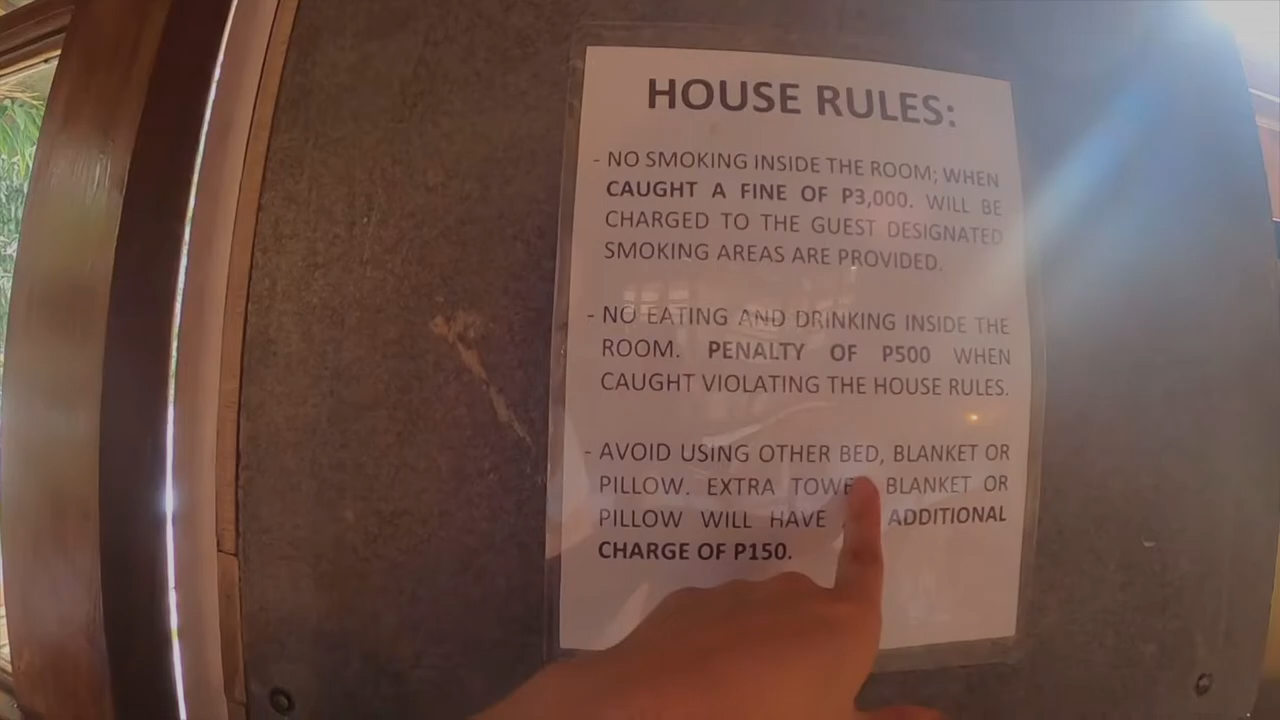 HOUSE RULES:
- NO SMOKING INSIDE THE ROOM; WHEN
CAUGHT A FINE OF P3,000. WILL BE
CHARGED TO THE GUEST DESIGNATED
SMOKING AREAS ARE PROVIDED.
- NO EATING AND DRINKING INSIDE THE
ROOM. PENALTY OF P500 WHEN
CAUGHT VIOLATING THE HOUSE RULES.
- AVOID USING OTHER BED, BLANKET OR
PILLOW. EXTRA BLANKET OR
PILLOW WILL HAVE ADDITIONAL
CHARGE OF P150.